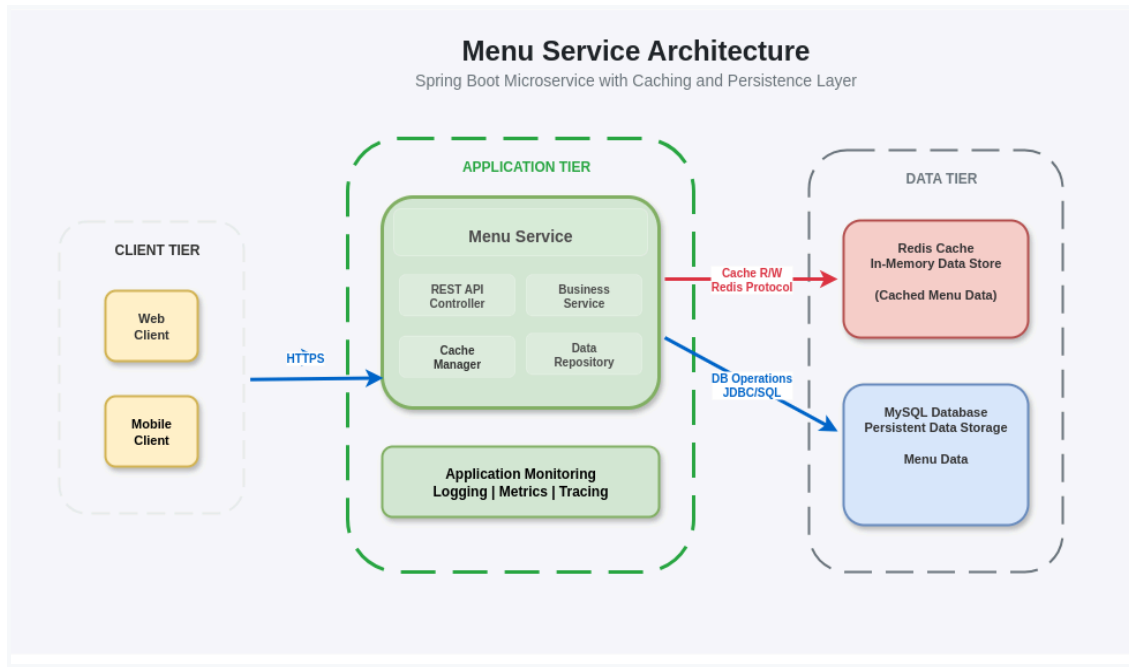 Menu Service Architecture
Spring Boot Microservice with Caching and Persistence Layer
CLIENT TIER
Web
Client
Mobile
Client
HTTPS
APPLICATION TIER
Menu Service
REST API
Controller
Business
Service
Cache
Manager
Data
Repository
Application Monitoring
Logging | Metrics | Tracing
Cache R/W
Redis Protocol
DB Operations
JDBC/SQL
DATA TIER
Redis Cache
In-Memory Data Store
(Cached Menu Data)
MySQL Database
Persistent Data Storage
Menu Data